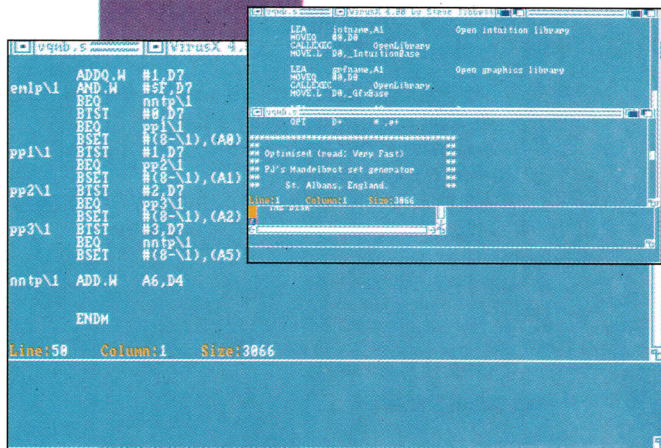 vqmb.s VirusX 4.
ADDQ.W #1,D7
emlp\1 AND.W #$F,D7
BEQ nntp\1
BTST #0,D7
BEQ pp1\1
BSET #(8-\1),(A0)
pp1\1 BTST #1,D7
BEQ pp2\1
BSET #(8-\1),(A1)
pp2\1 BTST #2,D7
BEQ pp3\1
BSET #(8-\1),(A2)
pp3\1 BTST #3,D7
BEQ nntp\1
BSET #(8-\1),(A5)
nntp\1 ADD.W A6,D4
ENDM
Line:50 Column:1 Size:3066
vqmb.s VirusX 4.00 by Steve Tibbett
LEA intname,A1 Open intuition library
MOVEQ #0,D0
CALLEXEC OpenLibrary
MOVE.L D0,_IntuitionBase
LEA grfname,A1 Open graphics library
MOVEQ #0,D0
CALLEXEC OpenLibrary
MOVE.L D0,_GfxBase
OPT D+
************************************
** **
** Optimised (read: Very Fast) **
** PJ's Mandelbrot set generator **
** St. Albans, England. **
Line:1 Column:1 Size:3066
THE DISK